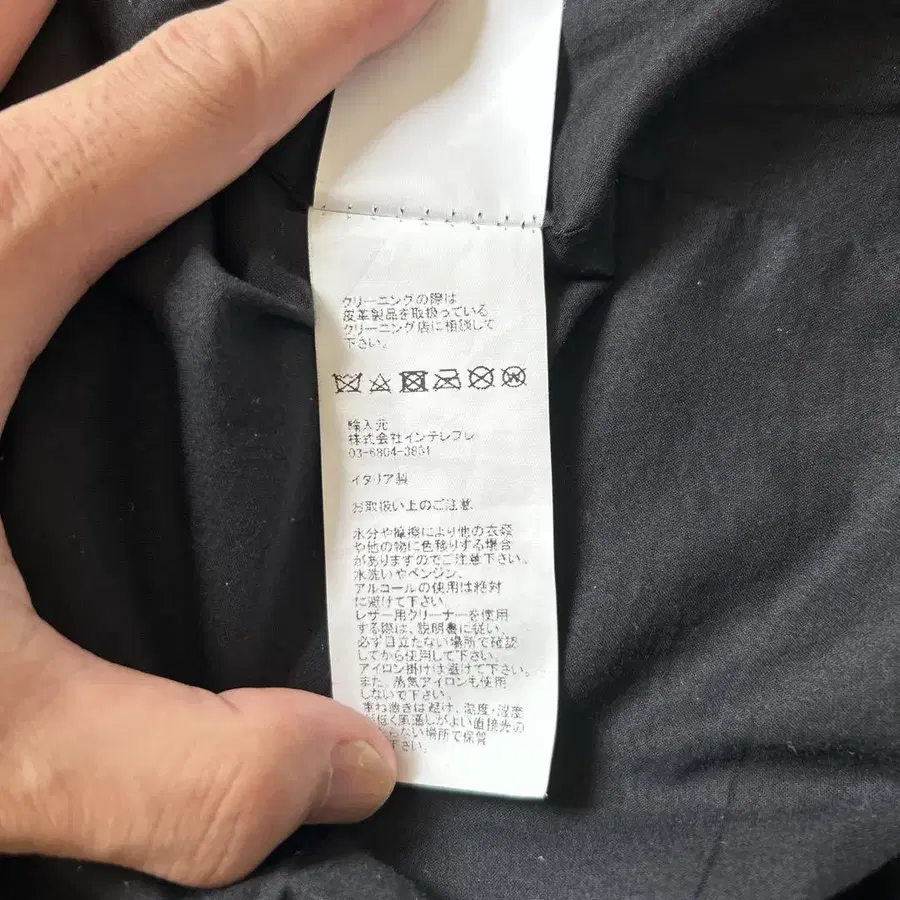 クリーニングの際は
皮革製品を取扱っている
クリーニング店に相談して
下さい。
輸入元
株式会社インテレプレ
03-6804-3861
イタリア製
お取扱い上のご注意
水分や摩擦により他の衣類
や他の物に色移りする場合
がありますのでご注意下さい。
水洗いやベンジン、
アルコールの使用は絶対
に避けて下さい。
レザー用クリーナーを使用
する際は、説明書に従い、
必ず目立たない場所で確認
してから使用して下さい。
アイロン掛けは避けて下さい。
また、蒸気アイロンも使用
しないで下さい。
重ね置きは避け、温度・湿度
低く風通しがよい直接光の
たらない場所で保管
下さい。